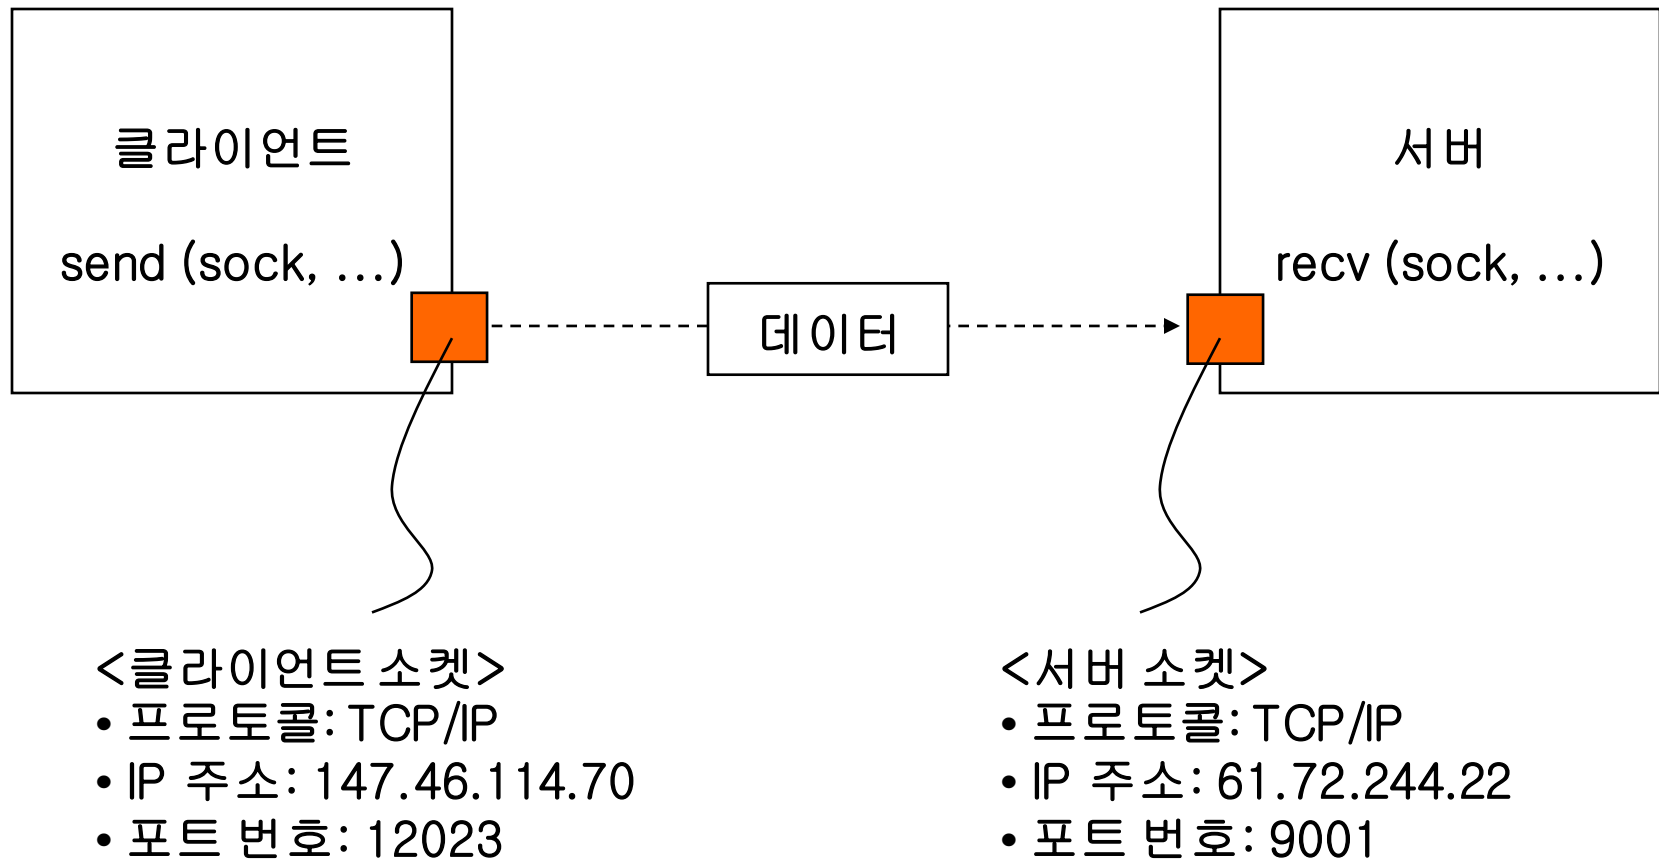 클라이언트
send (sock, ...)
데이터
서버
recv (sock, ...)
<클라이언트 소켓>
• 프로토콜: TCP/IP
• IP 주소: 147.46.114.70
• 포트 번호: 12023
<서버 소켓>
• 프로토콜: TCP/IP
• IP 주소: 61.72.244.22
• 포트 번호: 9001